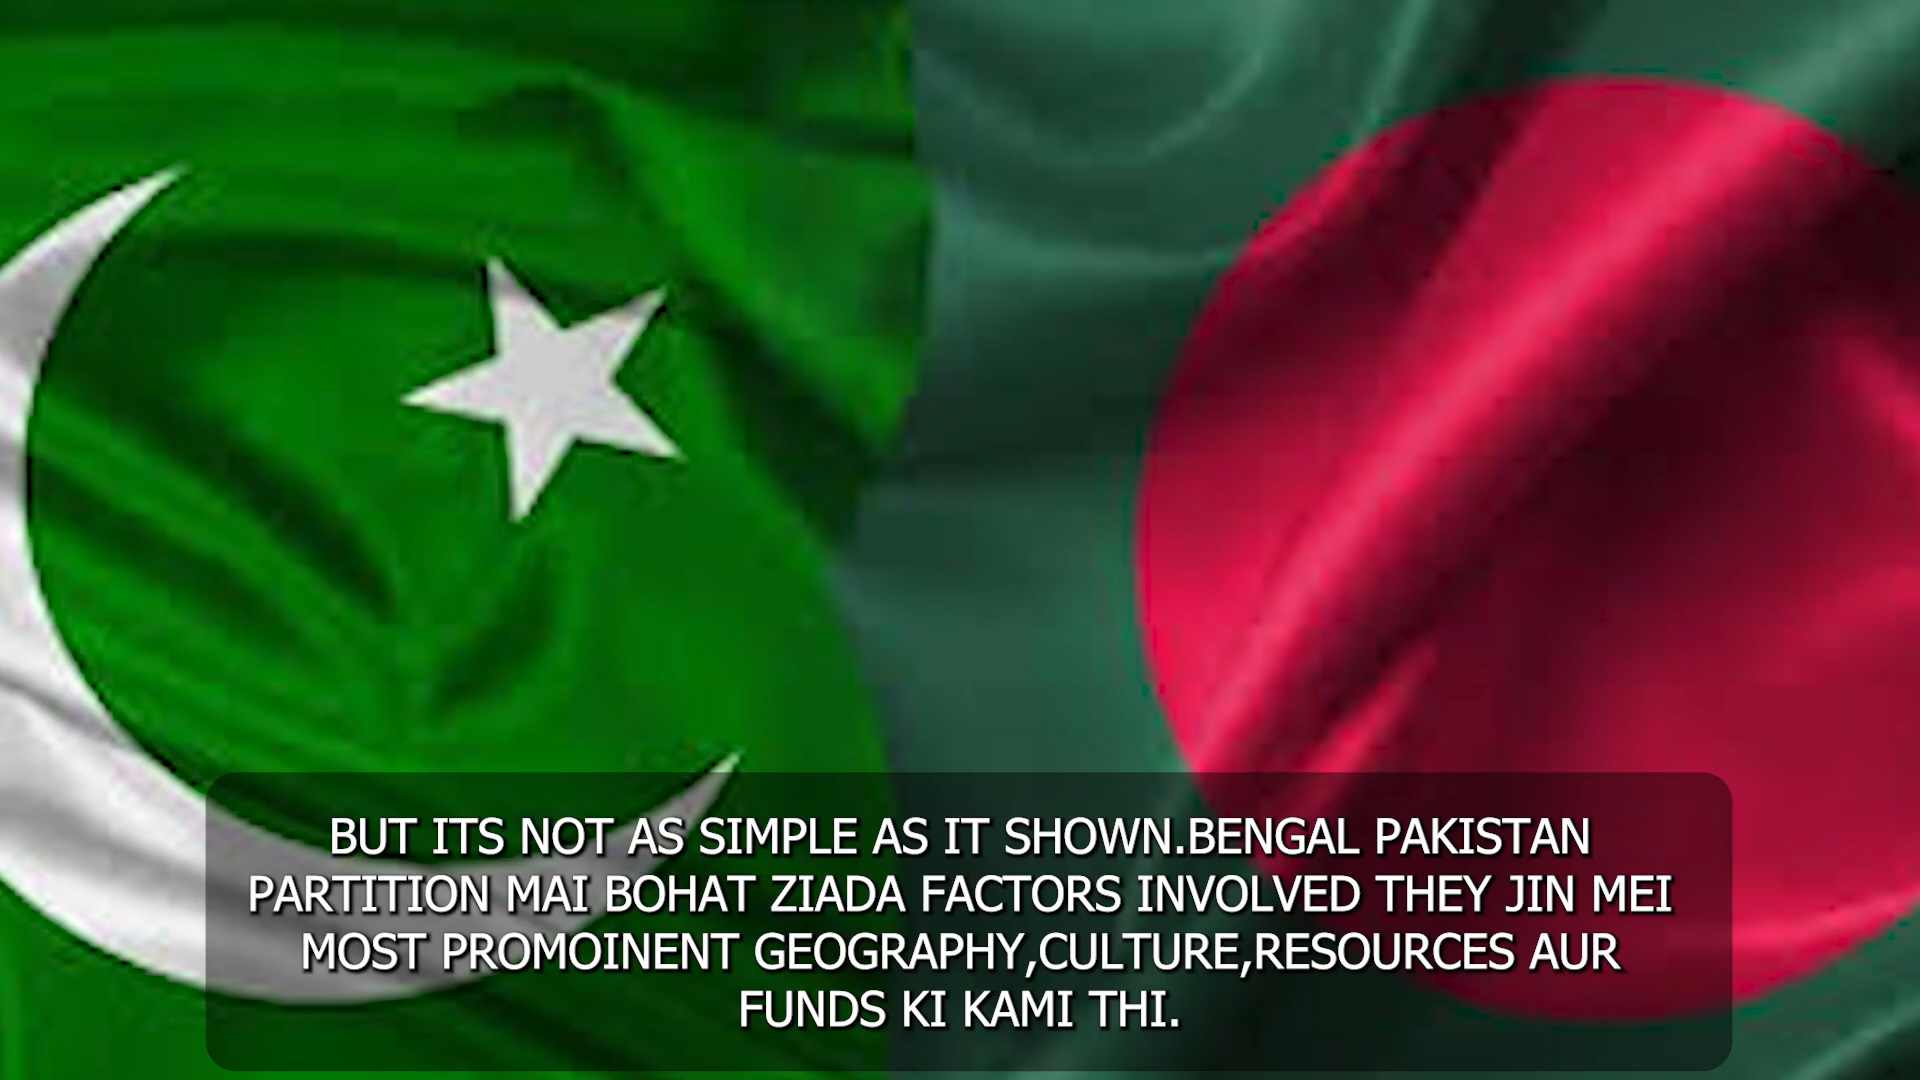 BUT ITS NOT AS SIMPLE AS IT SHOWN.BENGAL PAKISTAN
PARTITION MAI BOHAT ZIADA FACTORS INVOLVED THEY JIN MEI
MOST PROMOINENT GEOGRAPHY,CULTURE,RESOURCES AUR
FUNDS KI KAMI THI.